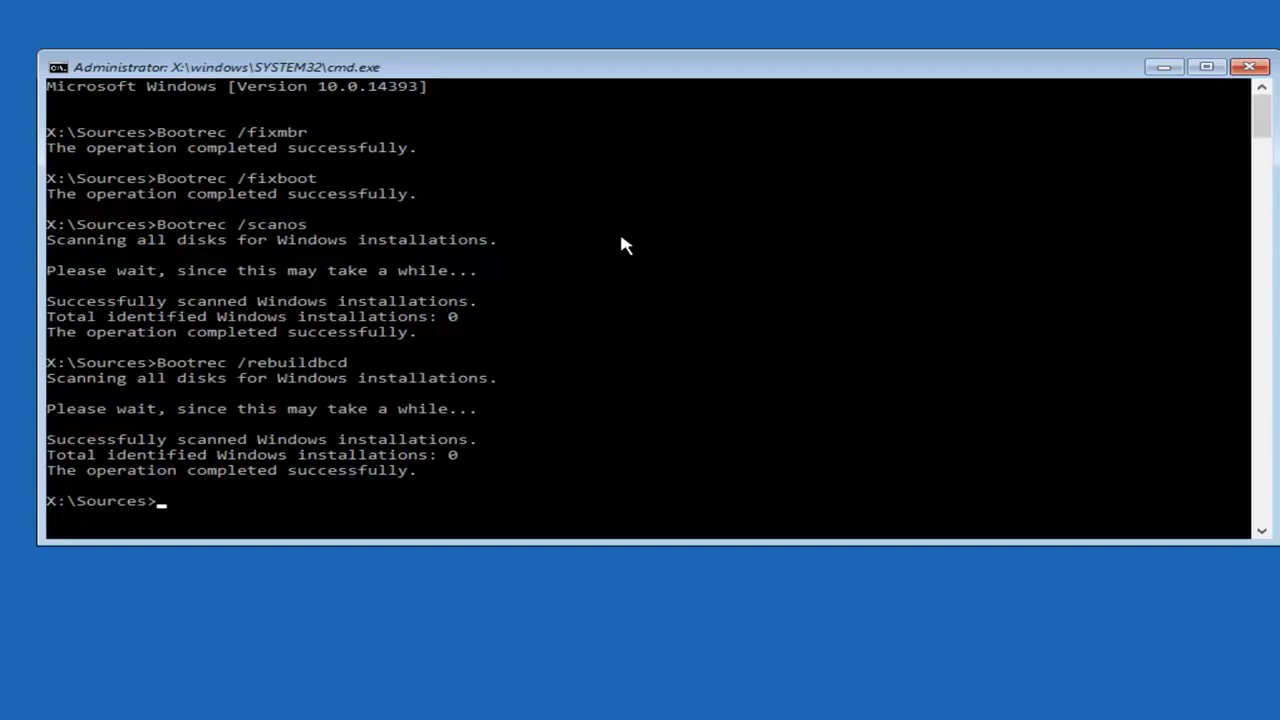 Administrator: X:\windows\SYSTEM32\cmd.exe
Microsoft Windows [Version 10.0.14393]
X:\Sources>Bootrec /fixmbr
The operation completed successfully.
X:\Sources>Bootrec /fixboot
The operation completed successfully.
X:\Sources>Bootrec /scanos
Scanning all disks for Windows installations.
Please wait, since this may take a while...
Successfully scanned Windows installations.
Total identified Windows installations: 0
The operation completed successfully.
X:\Sources>Bootrec /rebuildbcd
Scanning all disks for Windows installations.
Please wait, since this may take a while...
Successfully scanned Windows installations.
Total identified Windows installations: 0
The operation completed successfully.
X:\Sources>